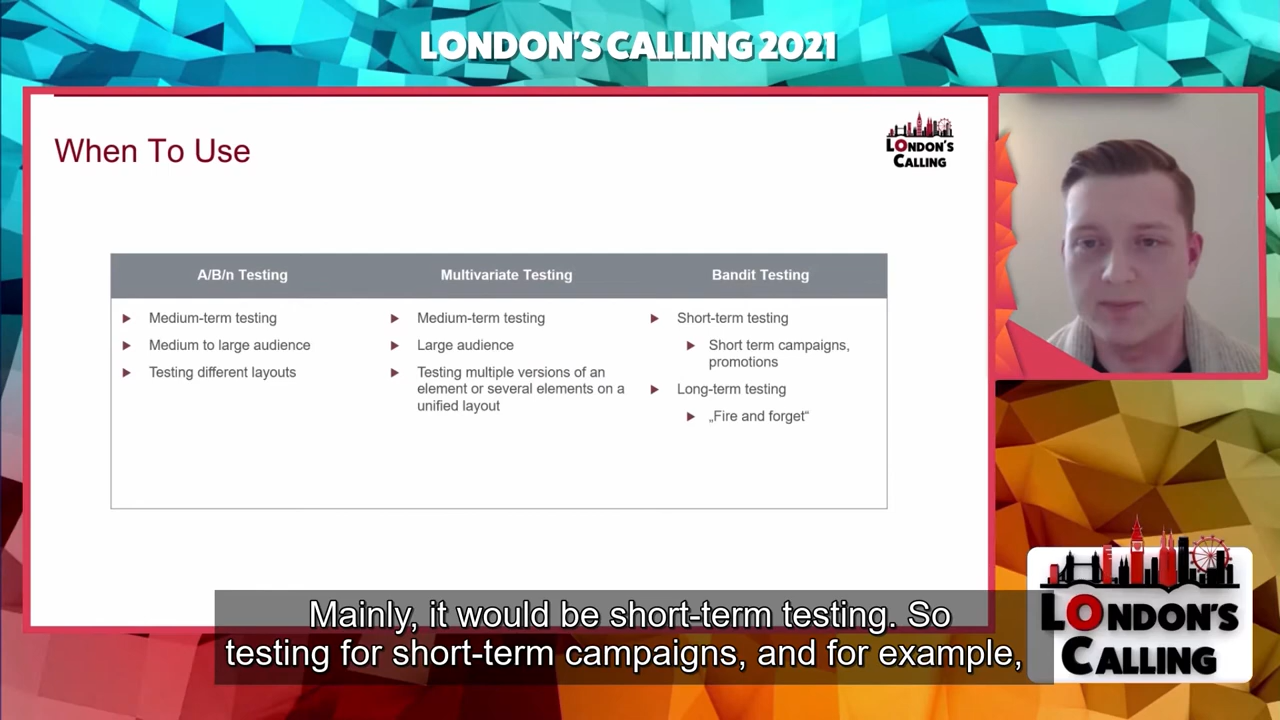 LONDON'S CALLING 2021
When To Use
LONDON'S
CALLING
A/B/n Testing
Medium-term testing
Medium to large audience
Testing different layouts
Multivariate Testing
Medium-term testing
Large audience
Testing multiple versions of an
element or several elements on a
unified layout
Bandit Testing
Short-term testing
Short term campaigns,
promotions
Long-term testing
„Fire and forget“
Mainly, it would be short-term testing. So
testing for short-term campaigns, and for example,
LONDON'S
CALLING